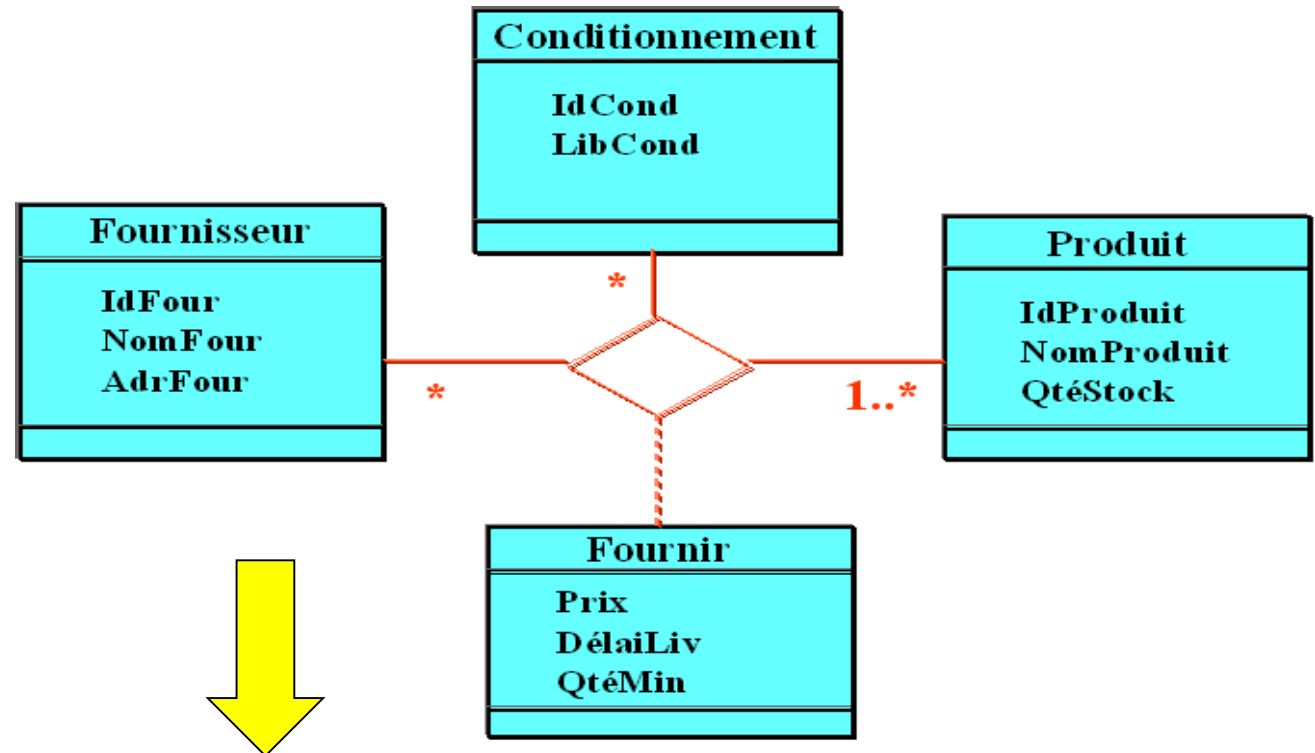 Conditionnement
IdCond
LibCond
Fournisseur
IdFour
NomFour
AdrFour
Produit
IdProduit
NomProduit
QtéStock
*
*
1..*
Fournir
Prix
DélaiLiv
QtéMin